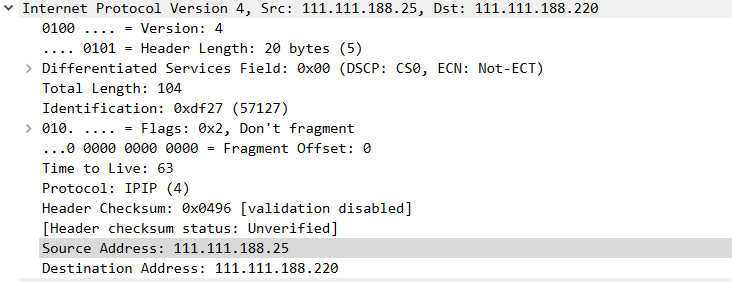 Internet Protocol Version 4, Src: 111.111.188.25, Dst: 111.111.188.220
0100 .... = Version: 4
.... 0101 = Header Length: 20 bytes (5)
Differentiated Services Field: 0x00 (DSCP: CS0, ECN: Not-ECT)
Total Length: 104
Identification: 0xdf27 (57127)
010. .... = Flags: 0x2, Don't fragment
...0 0000 0000 0000 = Fragment Offset: 0
Time to Live: 63
Protocol: IPIP (4)
Header Checksum: 0x0496 [validation disabled]
[Header checksum status: Unverified]
Source Address: 111.111.188.25
Destination Address: 111.111.188.220